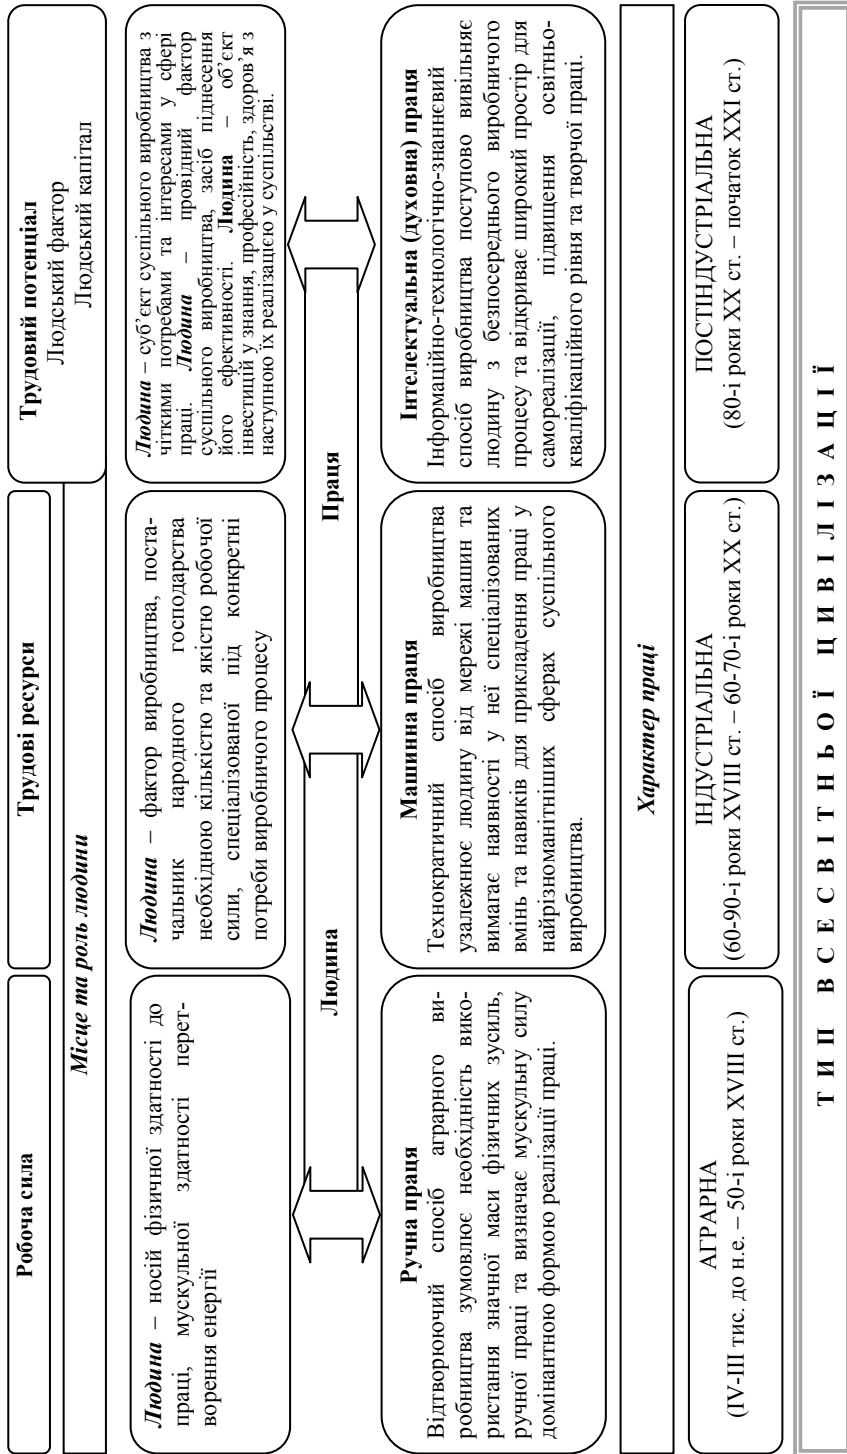 Робоча сила
Трудові ресурси
Трудовий потенціал
Людський фактор
Людський капітал
Місце та роль людини
Людина – носій фізичної здатності до
праці, мускульної здатності перет-
ворення енергії
Людина – фактор виробництва, поста-
чальник народного господарства
необхідною кількістю та якістю робочої
сили, спеціалізованої під конкретні
потреби виробничого процесу
Людина – суб’єкт суспільного виробництва з
чіткими потребами та інтересами у сфері
праці. Людина – провідний фактор
суспільного виробництва, засіб піднесення
його ефективності. Людина – об’єкт
інвестицій у знання, професійність, здоров’я з
наступною їх реалізацією у суспільстві.
Людина
Праця
Ручна праця
Відтворюючий спосіб аграрного ви-
робництва зумовлює необхідність вико-
ристання значної маси фізичних зусиль,
ручної праці та визначає мускульну силу
домінантною формою реалізації праці.
Машинна праця
Технократичний спосіб виробництва
узалежнює людину від мережі машин та
вимагає наявності у неї спеціалізованих
вмінь та навиків для прикладення праці у
найрізноманітніших сферах суспільного
виробництва.
Інтелектуальна (духовна) праця
Інформаційно-технологічно-знаннєвий
спосіб виробництва поступово вивільняє
людину з безпосереднього виробничого
процесу та відкриває широкий простір для
самореалізації, підвищення освітньо-
кваліфікаційного рівня та творчої праці.
Характер праці
АГРАРНА
(IV-III тис. до н.е. – 50-і роки XVIII ст.)
ІНДУСТРІАЛЬНА
(60-90-і роки XVIII ст. – 60-70-і роки XX ст.)
ПОСТІНДУСТРІАЛЬНА
(80-і роки XX ст. – початок XXI ст.)
ТИП ВСЕСВІТНЬОЇ ЦИВІЛІЗАЦІЇ